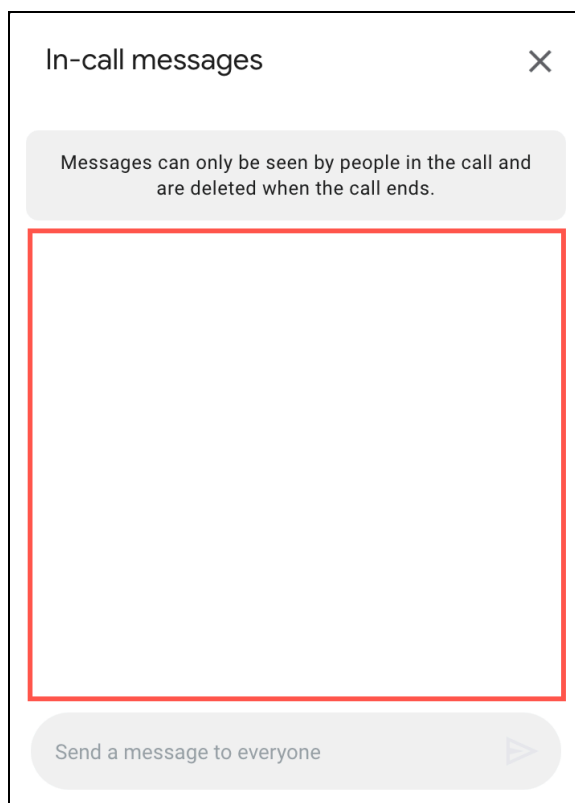 In-call messages
Messages can only be seen by people in the call and
are deleted when the call ends.
Send a message to everyone